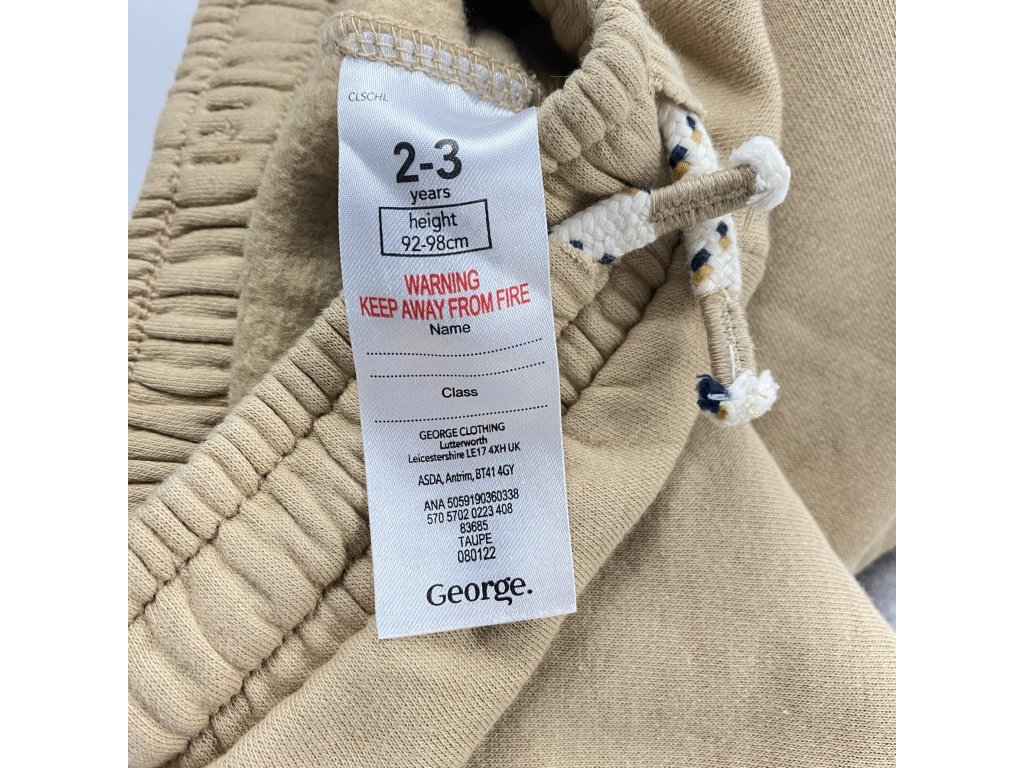 CLSCHL
2-3
years
height
92-98cm
WARNING
KEEP AWAY FROM FIRE
Name
Class
GEORGE CLOTHING
Lutterworth
Leicestershire LE17 4XH UK
ASDA, Antrim, BT41 4GY
ANA 5059190360338
570 5702 0223 408
83685
TAUPE
080122
George.